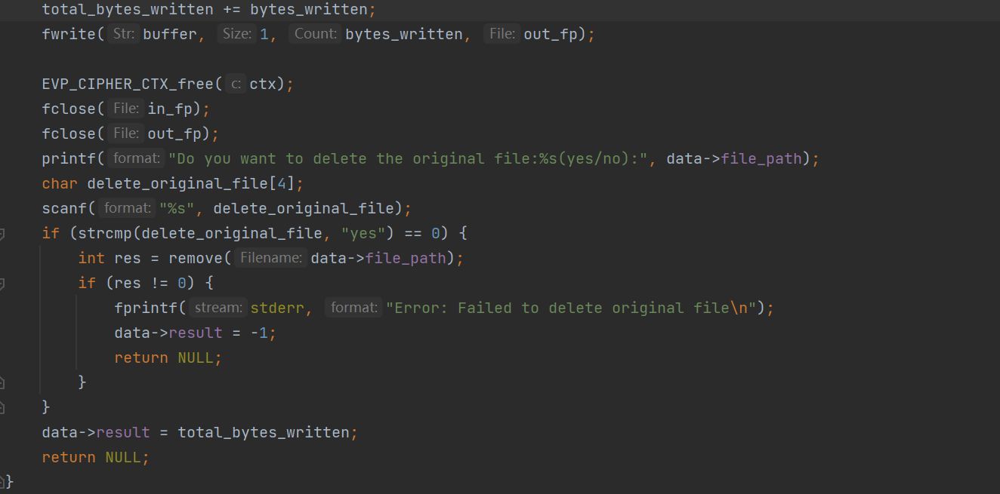 total_bytes_written += bytes_written;
fwrite( Str: buffer, Size: 1, Count: bytes_written, File: out_fp);
EVP_CIPHER_CTX_free( c: ctx);
fclose( File: in_fp);
fclose( File: out_fp);
printf( format: "Do you want to delete the original file:%s(yes/no):", data->file_path);
char delete_original_file[4];
scanf( format: "%s", delete_original_file);
if (strcmp(delete_original_file, "yes") == 0) {
int res = remove( Filename: data->file_path);
if (res != 0) {
fprintf( stream: stderr, format: "Error: Failed to delete original file\n");
data->result = -1;
return NULL;
}
}
data->result = total_bytes_written;
return NULL;
}